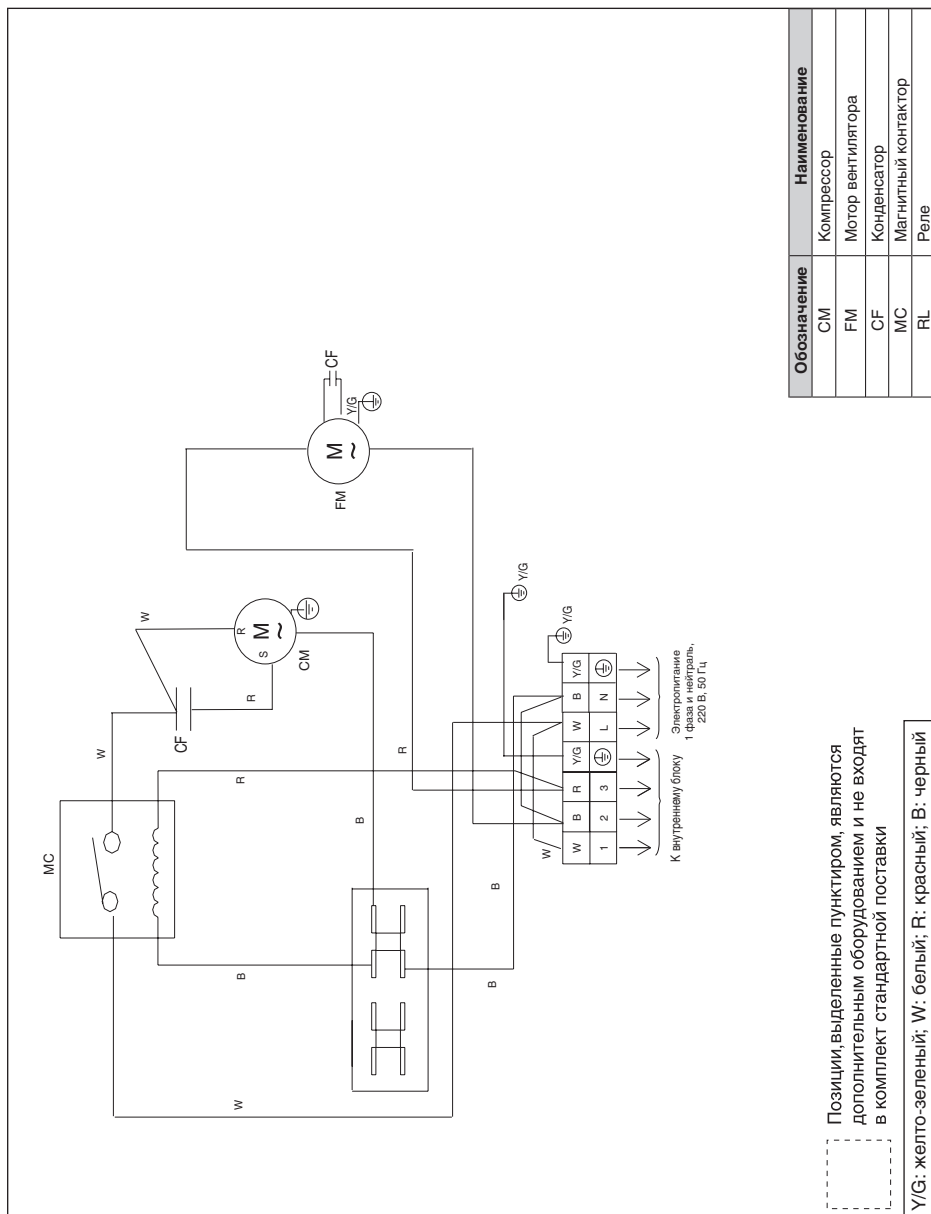 MC
W
W
CF
W
B
R
R
S
R
M
~
CM
CF
Y/G
M
~
FM
B
R
B
B
Y/G
W
Y/G
W B R Y/G W B Y/G
1 2 3 L N
К внутреннему блоку
Электропитание
1 фаза и нейтраль,
220 В, 50 Гц
Обозначение Наименование
CM Компрессор
FM Мотор вентилятора
CF Конденсатор
MC Магнитный контактор
RL Реле
Позиции, выделенные пунктиром, являются
дополнительным оборудованием и не входят
в комплект стандартной поставки
Y/G: желто-зеленый; W: белый; R: красный; B: черный